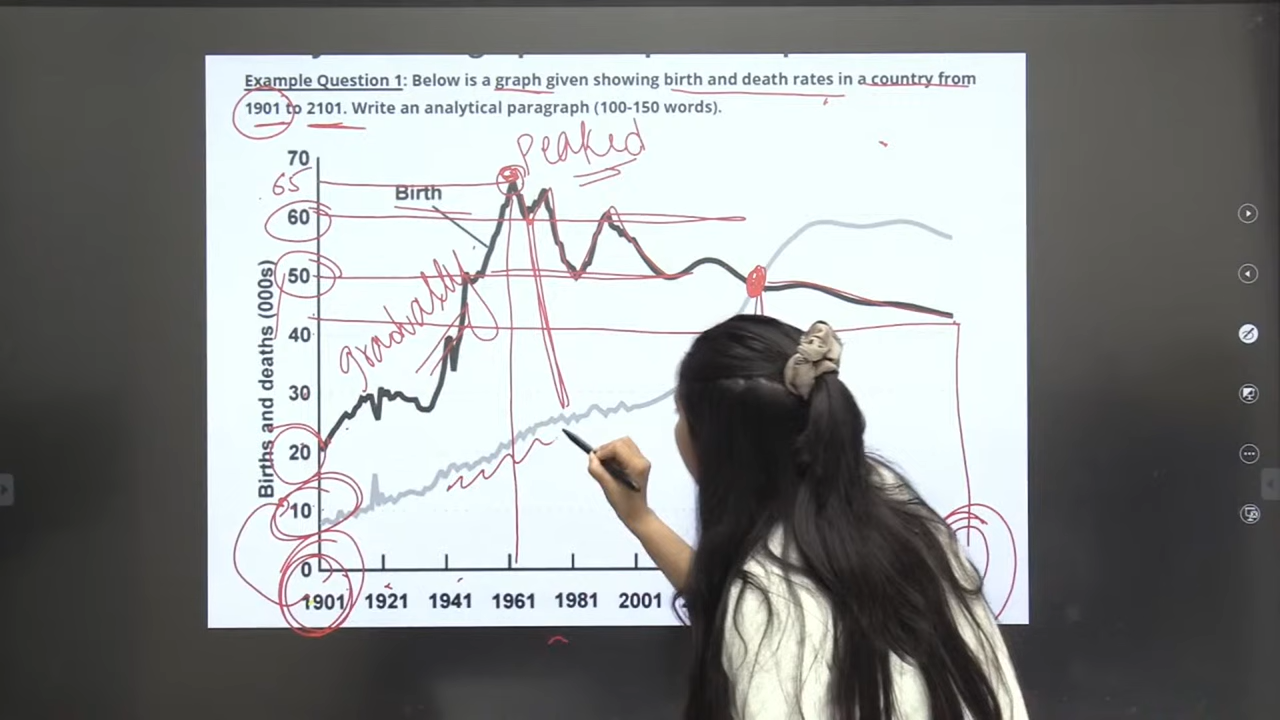 Example Question 1: Below is a graph given showing birth and death rates in a country from
1901 to 2101. Write an analytical paragraph (100-150 words).
Peaked
70
65
Birth
60
50
gradually
40
30
20
10
0
Births and deaths (000s)
1901 1921 1941 1961 1981 2001